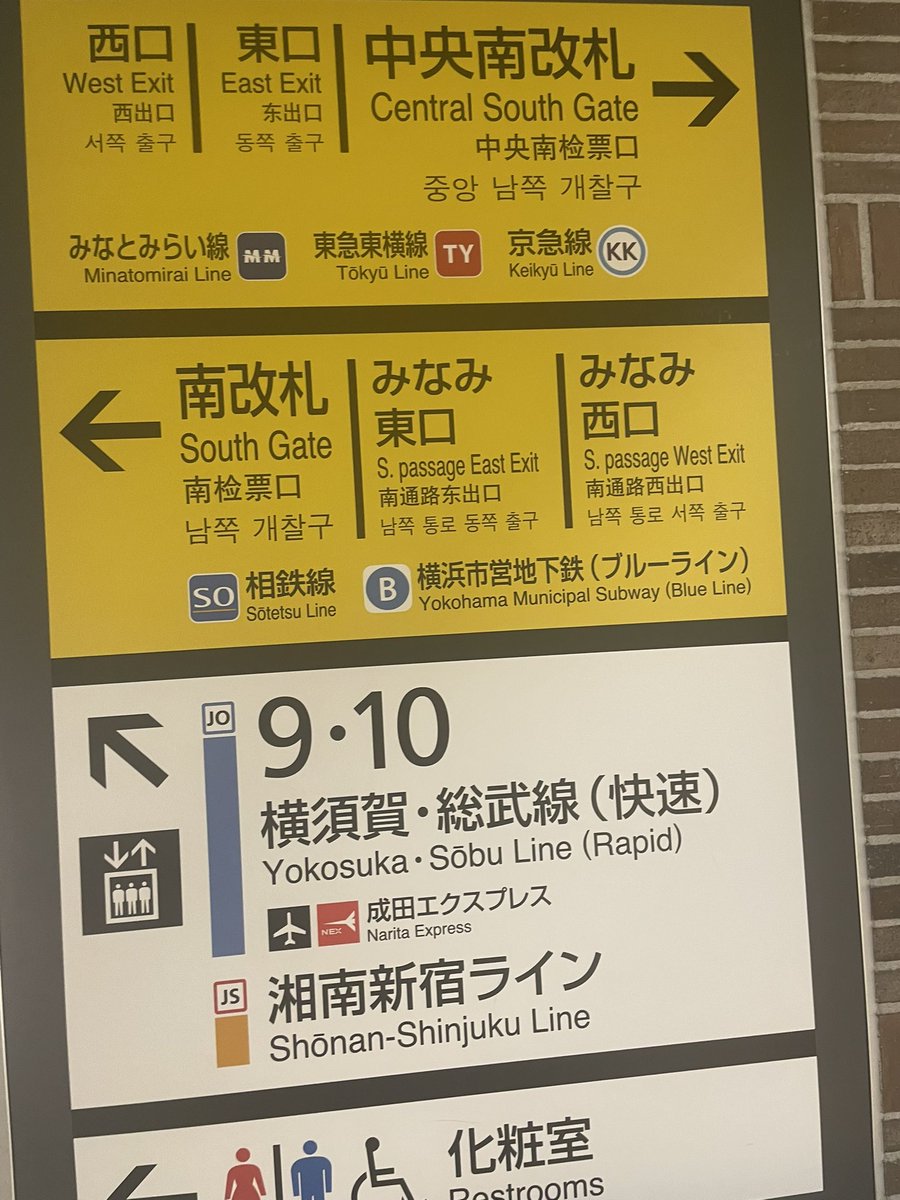 西口 東口 中央南改札
West Exit East Exit Central South Gate
西出口 东出口 中央南检票口
서쪽 출구 동쪽 출구 중앙 남쪽 개찰구
みなとみらい線 MM 東急東横線 TY 京急線 KK
Minatomirai Line Tōkyū Line Keikyū Line
南改札
South Gate
南检票口
남쪽 개찰구
みなみ
東口
S. passage East Exit
南通路东出口
남쪽 통로 동쪽 출구
みなみ
西口
S. passage West Exit
南通路西出口
남쪽 통로 서쪽 출구
SO 相鉄線
Sōtetsu Line
B 横浜市営地下鉄（ブルーライン）
Yokohama Municipal Subway (Blue Line)
JO 9・10
横須賀・総武線（快速）
Yokosuka・Sōbu Line (Rapid)
NEX 成田エクスプレス
Narita Express
JS 湘南新宿ライン
Shōnan-Shinjuku Line
化粧室
Restrooms